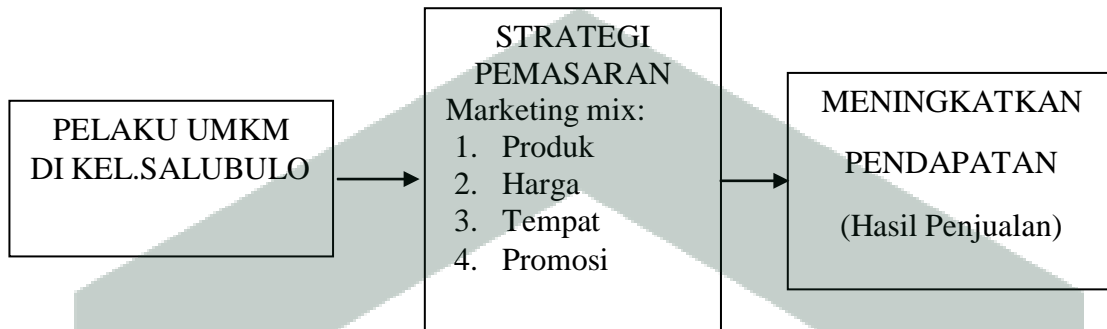 PELAKU UMKM
DI KEL.SALUBULO
STRATEGI
PEMASARAN
Marketing mix:
1. Produk
2. Harga
3. Tempat
4. Promosi
MENINGKATKAN
PENDAPATAN
(Hasil Penjualan)